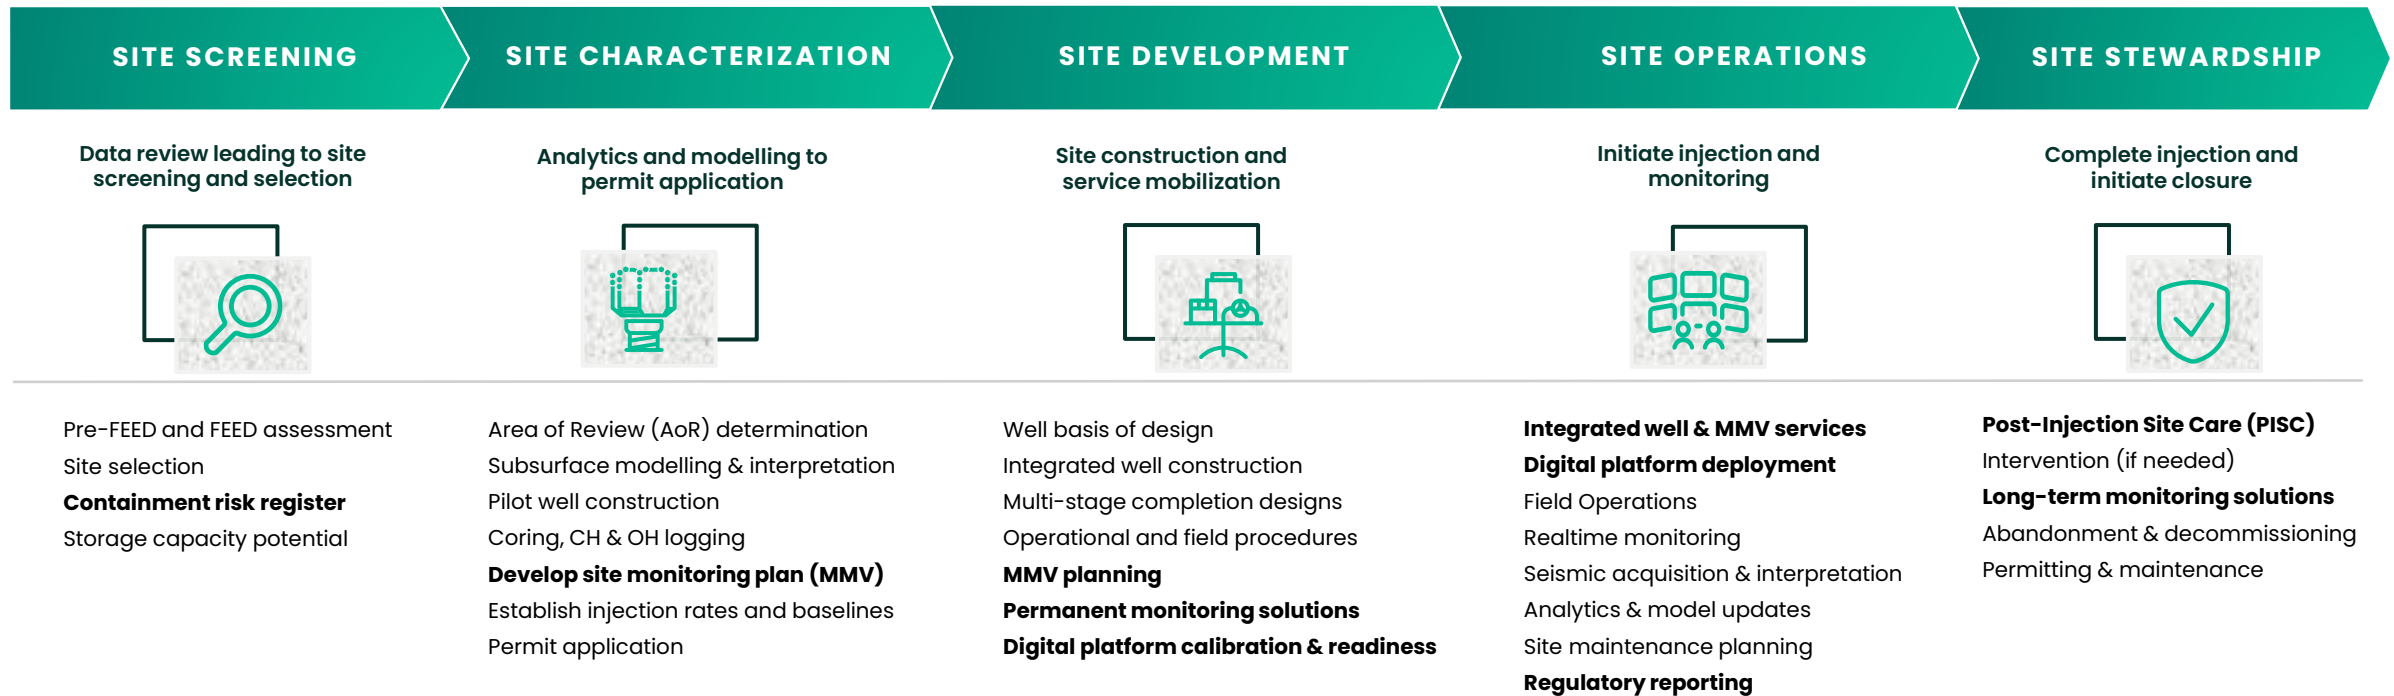 SITE SCREENING
SITE CHARACTERIZATION
SITE DEVELOPMENT
SITE OPERATIONS
SITE STEWARDSHIP
Data review leading to site
screening and selection
Analytics and modelling to
permit application
Site construction and
service mobilization
Initiate injection and
monitoring
Complete injection and
initiate closure
Pre-FEED and FEED assessment
Site selection
Containment risk register
Storage capacity potential
Area of Review (AoR) determination
Subsurface modelling & interpretation
Pilot well construction
Coring, CH & OH logging
Develop site monitoring plan (MMV)
Establish injection rates and baselines
Permit application
Well basis of design
Integrated well construction
Multi-stage completion designs
Operational and field procedures
MMV planning
Permanent monitoring solutions
Digital platform calibration & readiness
Integrated well & MMV services
Digital platform deployment
Field Operations
Realtime monitoring
Seismic acquisition & interpretation
Analytics & model updates
Site maintenance planning
Regulatory reporting
Post-Injection Site Care (PISC)
Intervention (if needed)
Long-term monitoring solutions
Abandonment & decommissioning
Permitting & maintenance